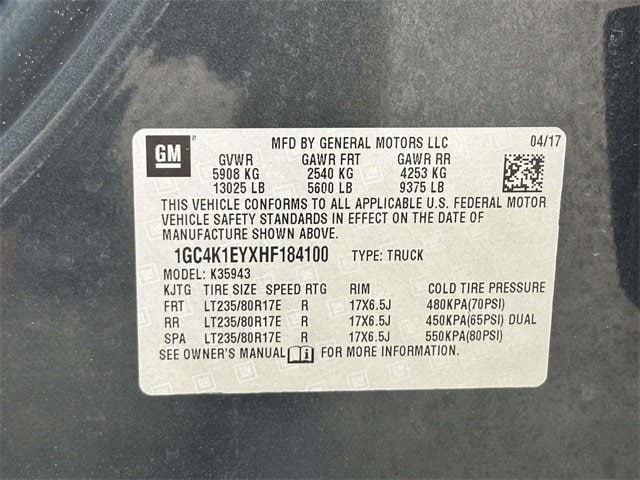 GM
MFD BY GENERAL MOTORS LLC 04/17
GVWR GAWR FRT GAWR RR
5908 KG 2540 KG 4253 KG
13025 LB 5600 LB 9375 LB
THIS VEHICLE CONFORMS TO ALL APPLICABLE U.S. FEDERAL MOTOR
VEHICLE SAFETY STANDARDS IN EFFECT ON THE DATE OF
MANUFACTURE SHOWN ABOVE.
1GC4K1EYXHF184100 TYPE: TRUCK
MODEL: K35943
KJTG TIRE SIZE SPEED RTG RIM COLD TIRE PRESSURE
FRT LT235/80R17E R 17X6.5J 480KPA(70PSI)
RR LT235/80R17E R 17X6.5J 450KPA(65PSI) DUAL
SPA LT235/80R17E R 17X6.5J 550KPA(80PSI)
SEE OWNER'S MANUAL FOR MORE INFORMATION.